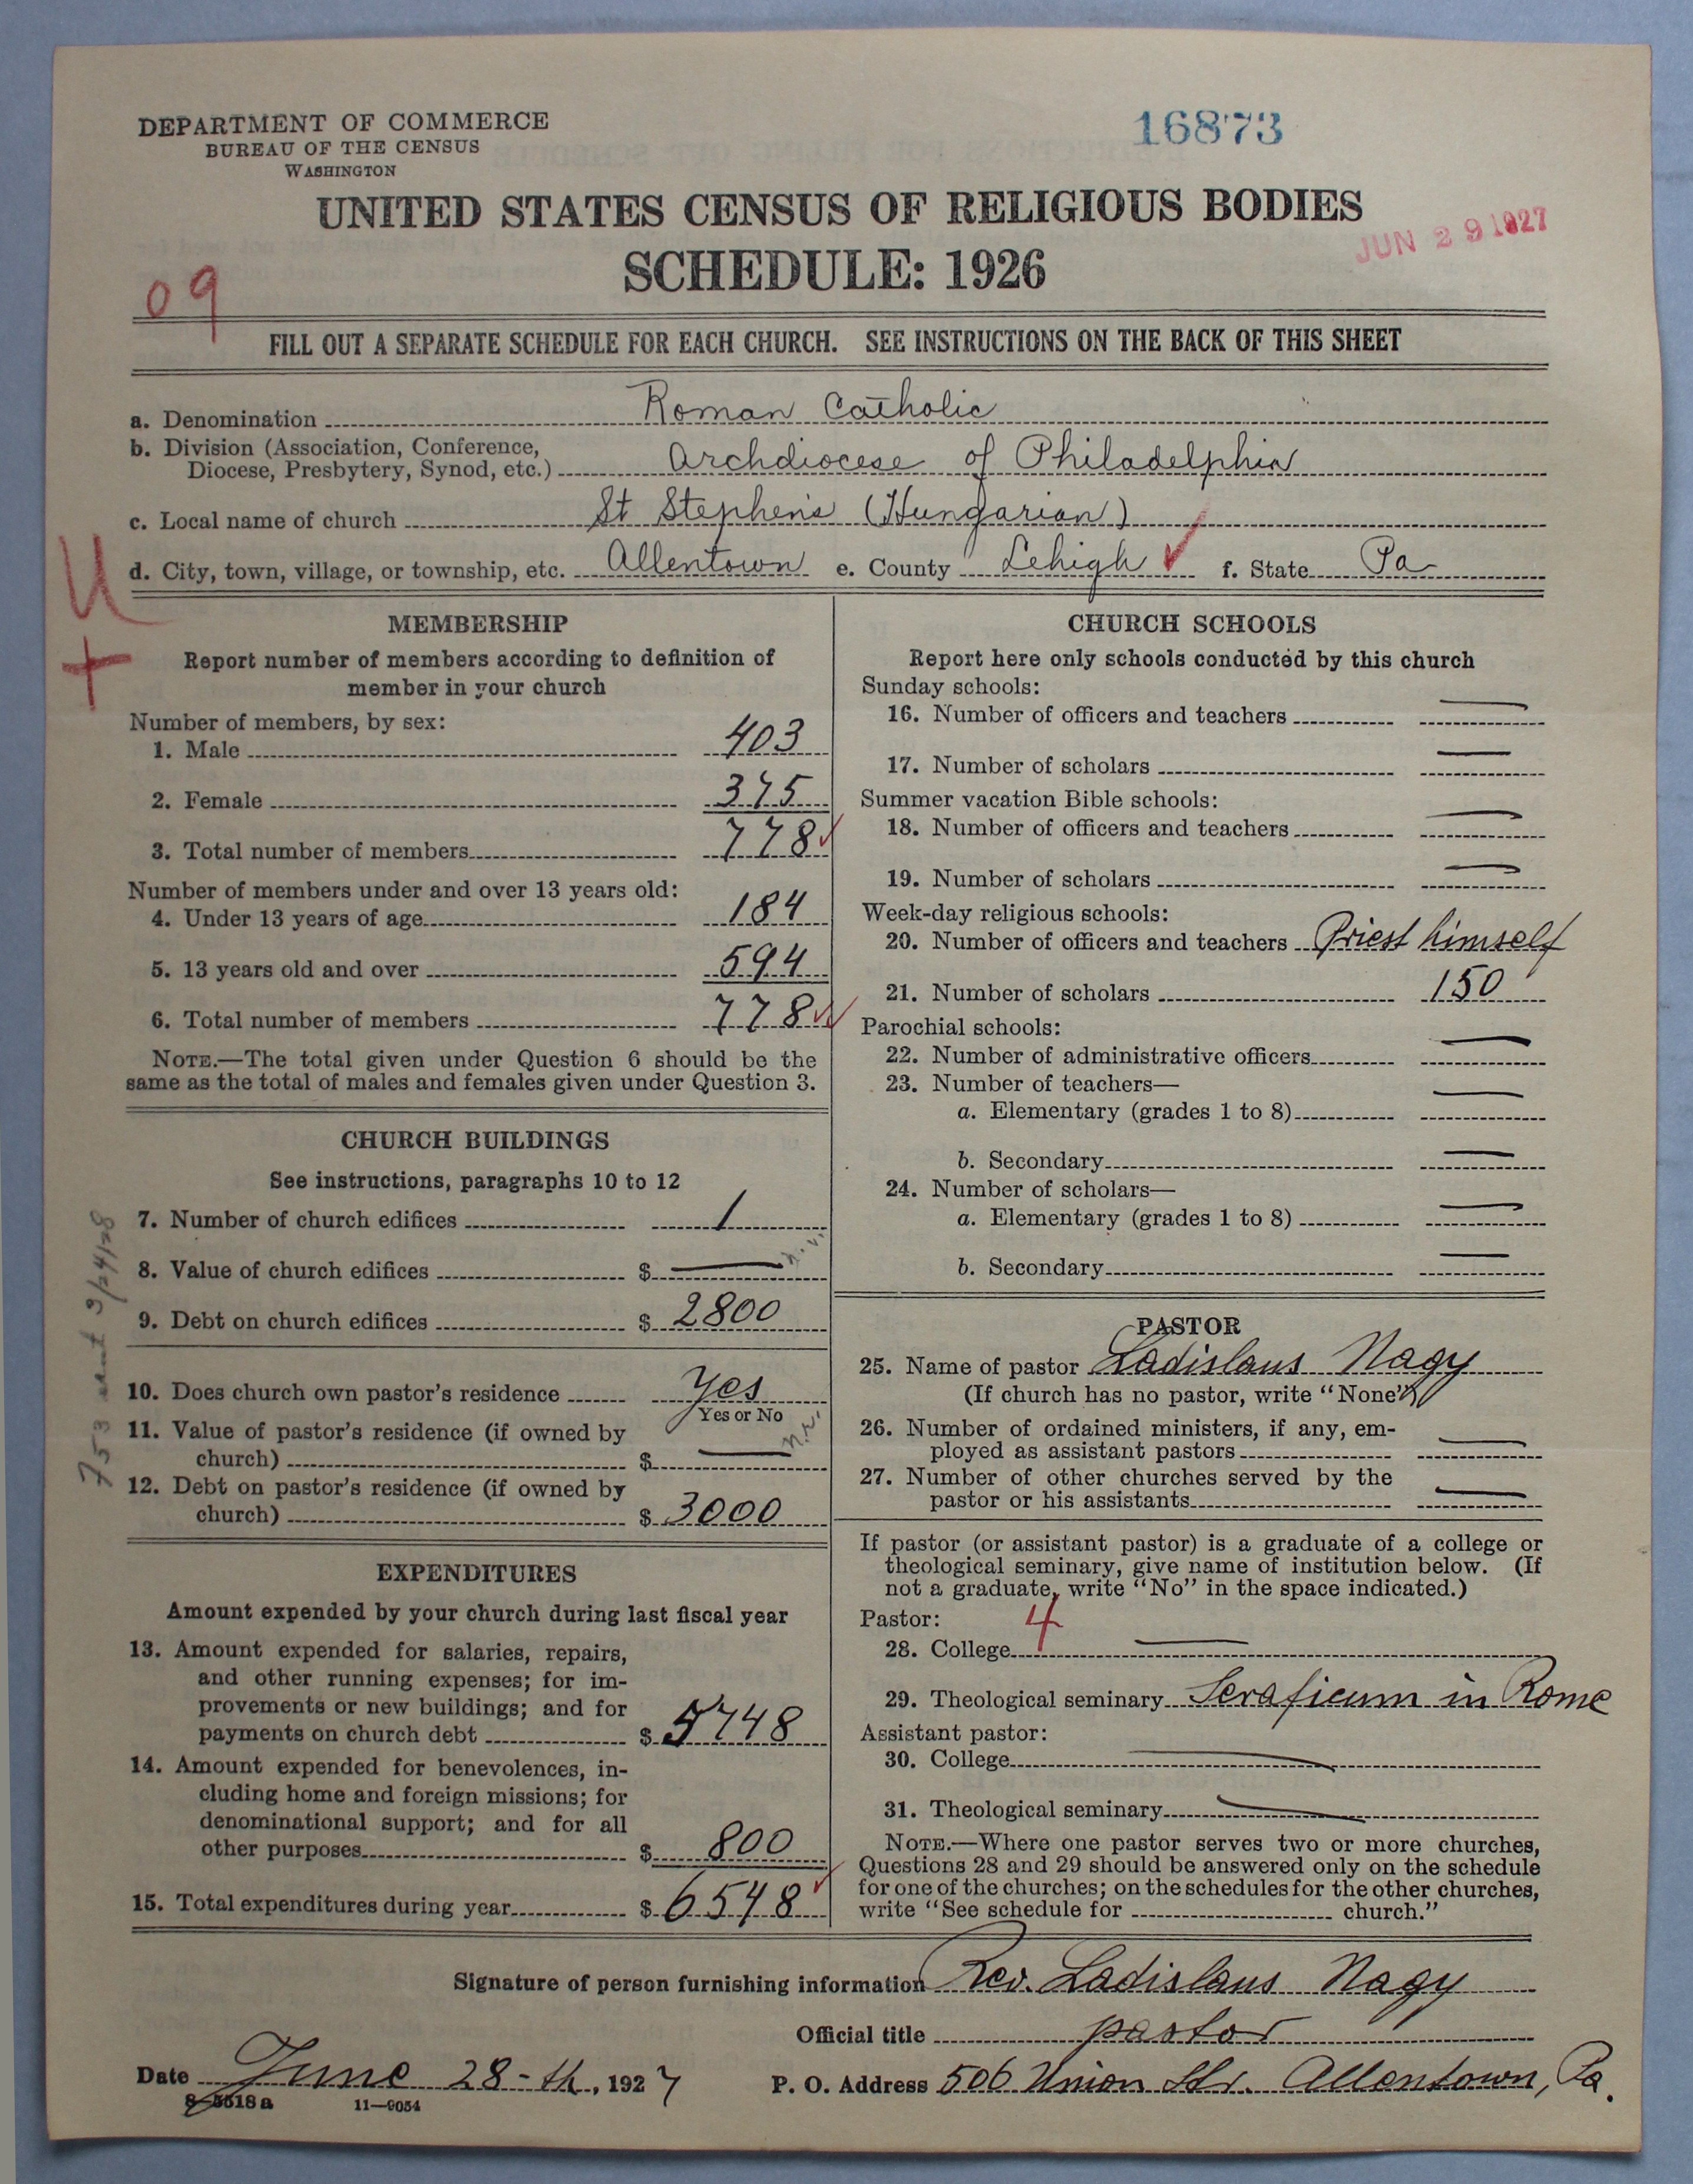 DEPARTMENT OF COMMERCE
BUREAU OF THE CENSUS
WASHINGTON
16873
UNITED STATES CENSUS OF RELIGIOUS BODIES
SCHEDULE: 1926
JUN 29 1927
09
FILL OUT A SEPARATE SCHEDULE FOR EACH CHURCH. SEE INSTRUCTIONS ON THE BACK OF THIS SHEET
a. Denomination Roman Catholic
b. Division (Association, Conference,
Diocese, Presbytery, Synod, etc.) Archdiocese of Philadelphia
c. Local name of church St Stephen's (Hungarian)
d. City, town, village, or township, etc. Allentown e. County Lehigh f. State Pa
U
+
MEMBERSHIP
Report number of members according to definition of
member in your church
Number of members, by sex:
1. Male 403
2. Female 375
3. Total number of members 778
Number of members under and over 13 years old:
4. Under 13 years of age 184
5. 13 years old and over 594
6. Total number of members 778
NOTE.—The total given under Question 6 should be the
same as the total of males and females given under Question 3.
CHURCH BUILDINGS
See instructions, paragraphs 10 to 12
7. Number of church edifices 1
8. Value of church edifices $ — n.v.
9. Debt on church edifices $ 2800
10. Does church own pastor's residence Yes
Yes or No
11. Value of pastor's residence (if owned by
church) $ — n.v.
12. Debt on pastor's residence (if owned by
church) $ 3000
753 sent 3/24/28
EXPENDITURES
Amount expended by your church during last fiscal year
13. Amount expended for salaries, repairs,
and other running expenses; for im-
provements or new buildings; and for
payments on church debt $ 5748
14. Amount expended for benevolences, in-
cluding home and foreign missions; for
denominational support; and for all
other purposes $ 800
15. Total expenditures during year $ 6548
CHURCH SCHOOLS
Report here only schools conducted by this church
Sunday schools:
16. Number of officers and teachers —
17. Number of scholars —
Summer vacation Bible schools:
18. Number of officers and teachers —
19. Number of scholars —
Week-day religious schools:
20. Number of officers and teachers Priest himself
21. Number of scholars 150
Parochial schools:
22. Number of administrative officers —
23. Number of teachers—
a. Elementary (grades 1 to 8) —
b. Secondary —
24. Number of scholars—
a. Elementary (grades 1 to 8) —
b. Secondary —
PASTOR
25. Name of pastor Ladislaus Nagy
(If church has no pastor, write "None")
26. Number of ordained ministers, if any, em-
ployed as assistant pastors —
27. Number of other churches served by the
pastor or his assistants —
If pastor (or assistant pastor) is a graduate of a college or
theological seminary, give name of institution below. (If
not a graduate, write "No" in the space indicated.)
Pastor: 4
28. College —
29. Theological seminary Seraficum in Rome
Assistant pastor:
30. College —
31. Theological seminary —
NOTE.—Where one pastor serves two or more churches,
Questions 28 and 29 should be answered only on the schedule
for one of the churches; on the schedules for the other churches,
write "See schedule for church."
Signature of person furnishing information Rev. Ladislaus Nagy
Official title pastor
Date June 28-th, 1927 P. O. Address 506 Union Str. Allentown, Pa.
8-5518a 11—9054